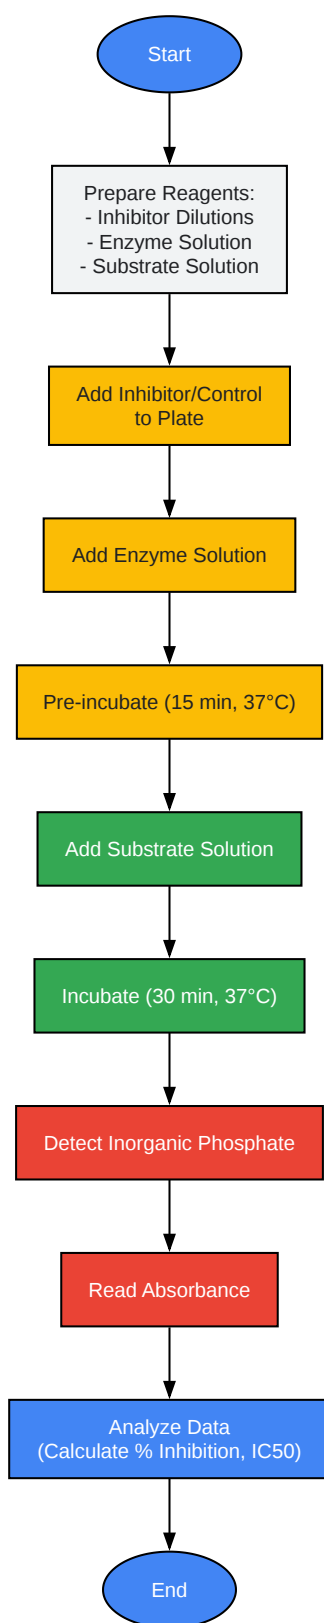 Start
Prepare Reagents:
- Inhibitor Dilutions
- Enzyme Solution
- Substrate Solution
Add Inhibitor/Control
to Plate
Add Enzyme Solution
Pre-incubate (15 min, 37°C)
Add Substrate Solution
Incubate (30 min, 37°C)
Detect Inorganic Phosphate
Read Absorbance
Analyze Data
(Calculate % Inhibition, IC50)
End